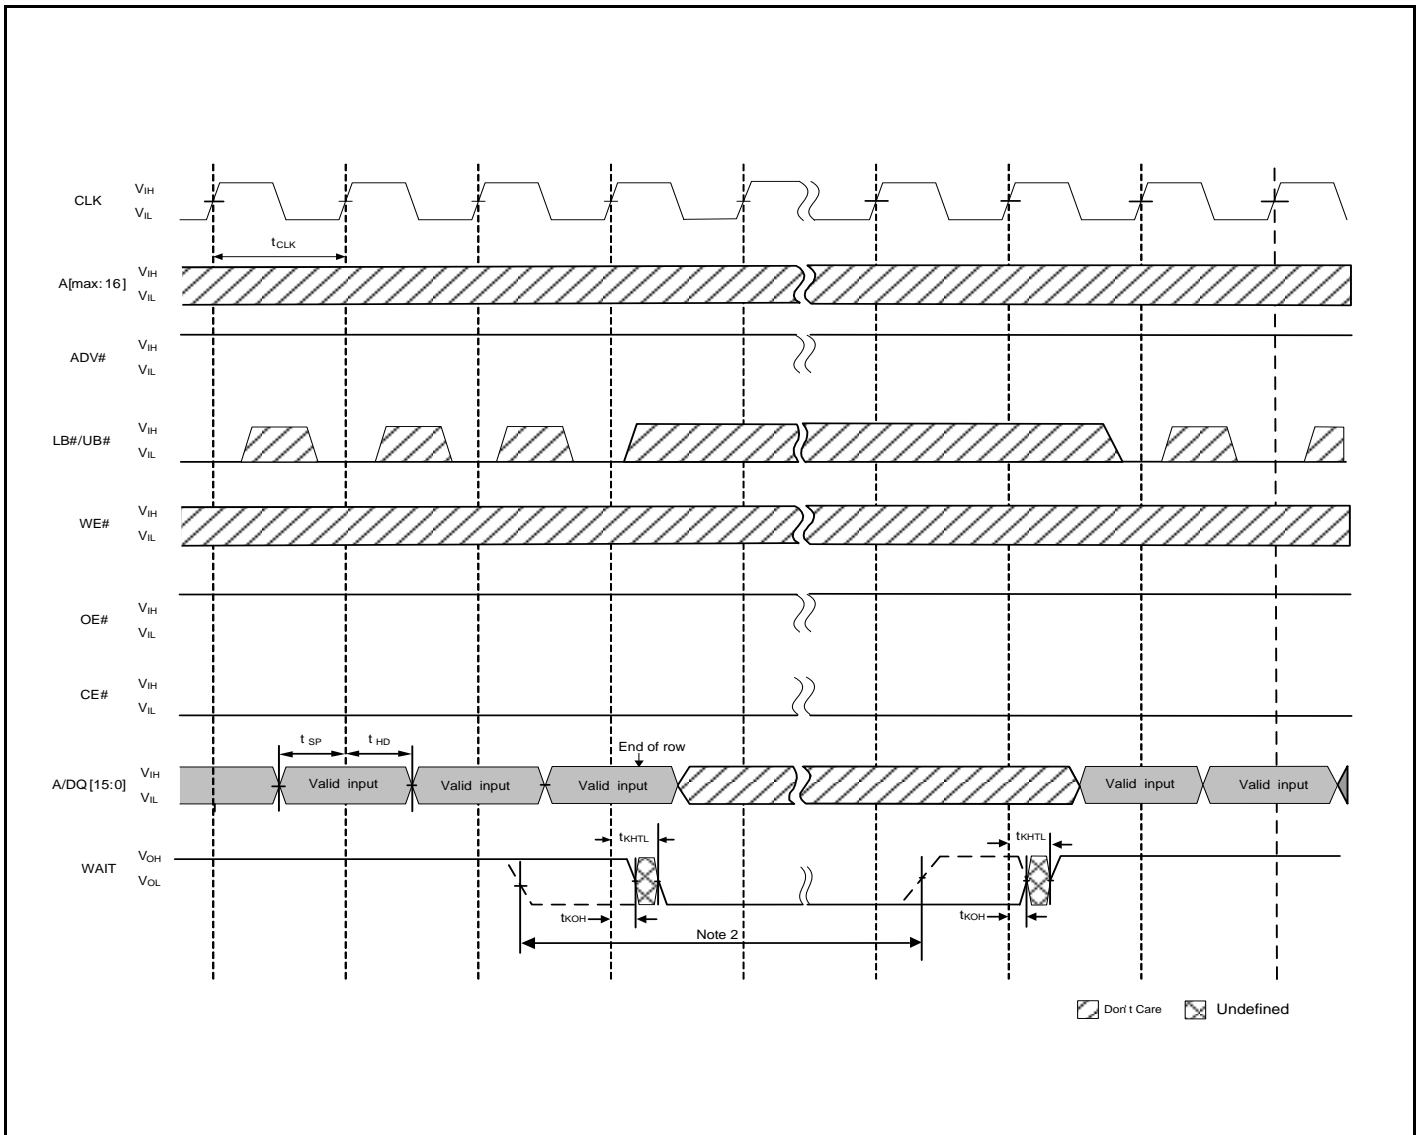 CLK VIH
VIL
tCLK
A[max:16] VIH
VIL
ADV# VIH
VIL
LB#/UB# VIH
VIL
WE# VIH
VIL
OE# VIH
VIL
CE# VIH
VIL
tSP tHD
End of row
A/DQ[15:0] VIH
VIL
Valid input Valid input Valid input Valid input Valid input
tKHTL tKHTL
WAIT VOH
VOL
tKOH tKOH
Note 2
Don't Care Undefined